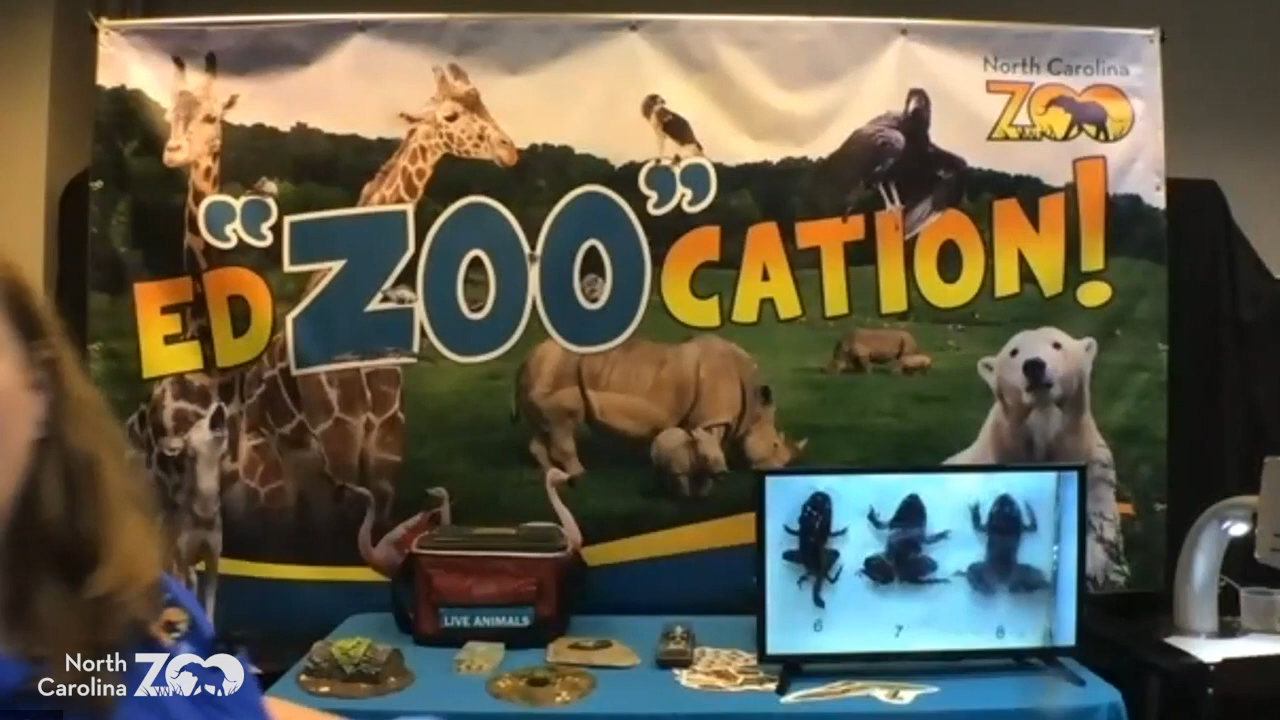 North Carolina
ZOO
ED"ZOO"CATION!
LIVE ANIMALS
6 7 8
North
Carolina ZOO